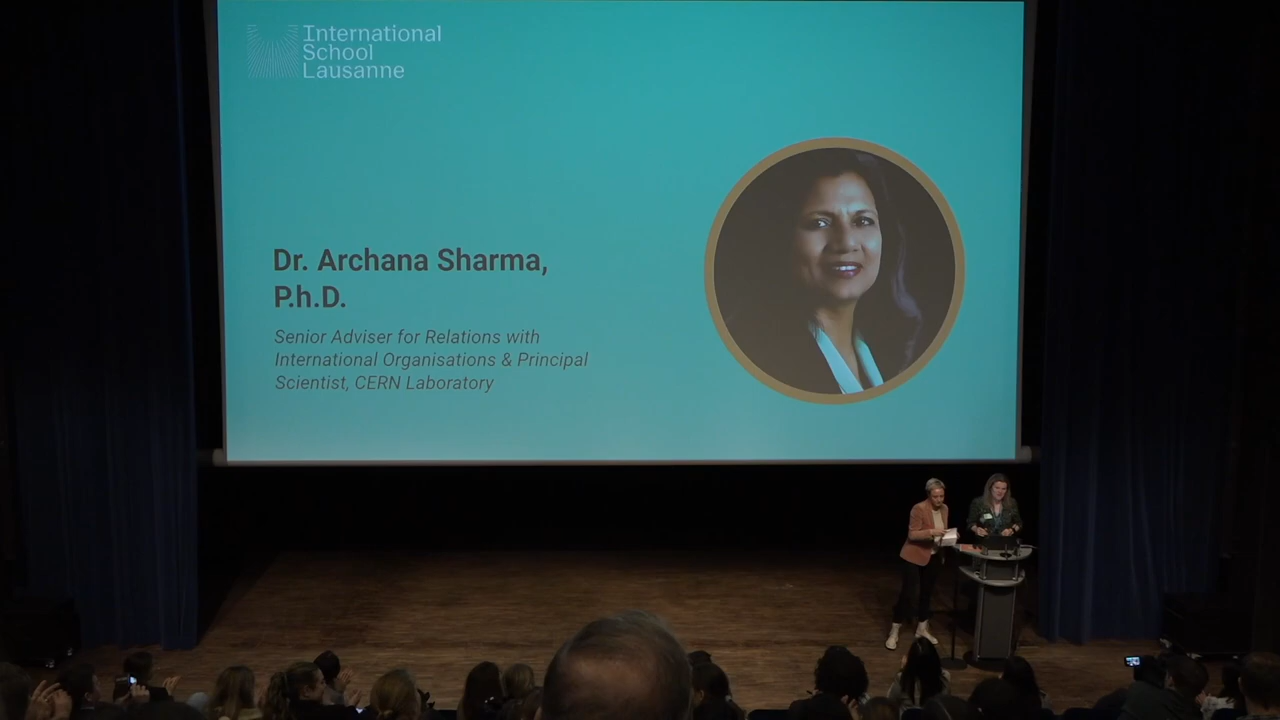 International
School
Lausanne
Dr. Archana Sharma,
P.h.D.
Senior Adviser for Relations with
International Organisations & Principal
Scientist, CERN Laboratory